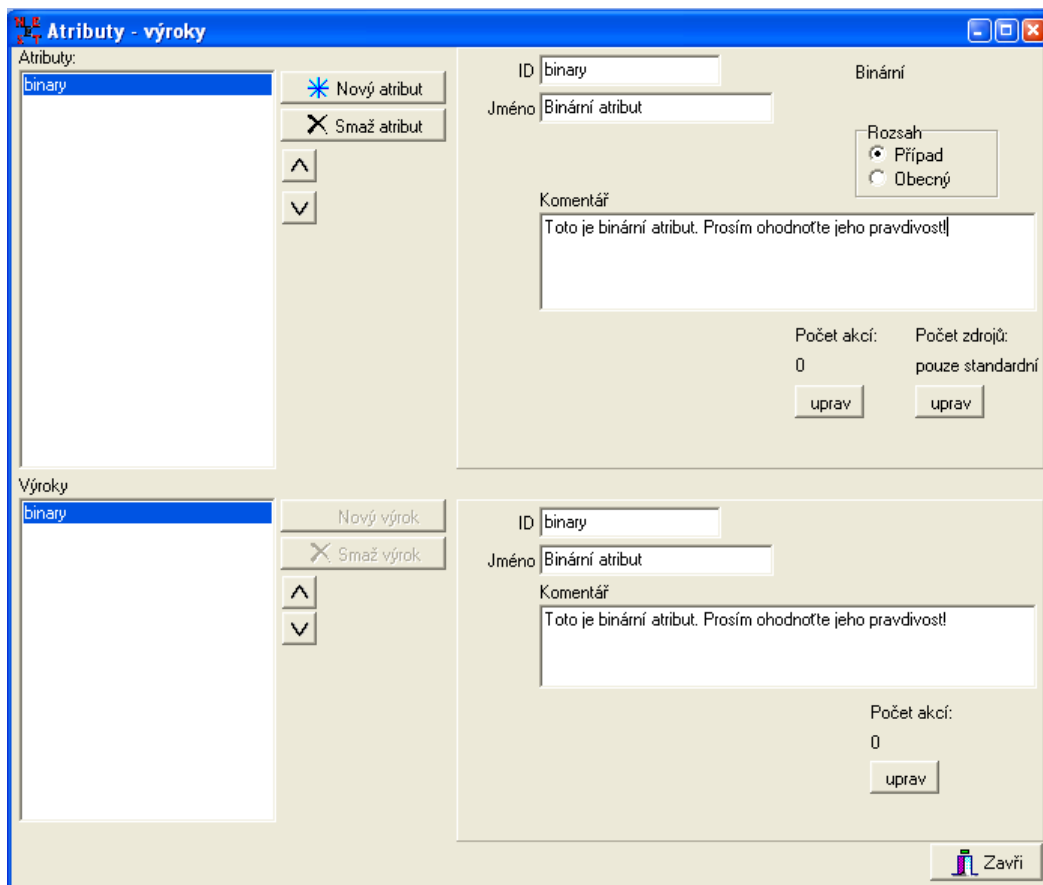 Atributy - výroky
Atributy:
binary
Nový atribut
Smaž atribut
ID binary
Binární
Jméno Binární atribut
Rozsah
Případ
Obecný
Komentář
Toto je binární atribut. Prosím ohodnoťte jeho pravdivost!
Počet akcí: Počet zdrojů:
0 pouze standardní
uprav uprav
Výroky
binary
Nový výrok
Smaž výrok
ID binary
Jméno Binární atribut
Komentář
Toto je binární atribut. Prosím ohodnoťte jeho pravdivost!
Počet akcí:
0
uprav
Zavři